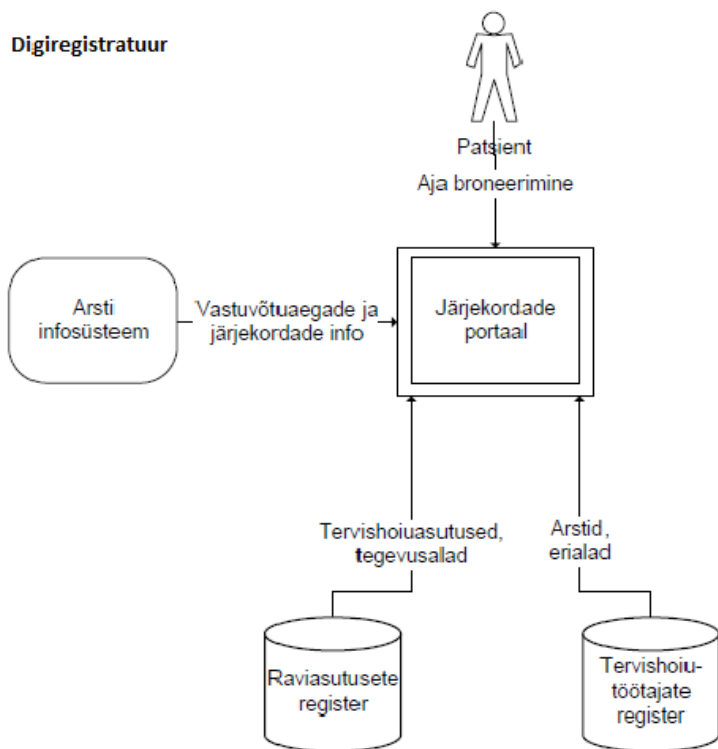 Digiregistratuur
Patsient
Aja broneerimine
Arsti
infosüsteem
Vastuvõtuaegade ja
järjekordade info
Järjekordade
portaal
Tervishoiuasutused,
tegevusalad
Arstid,
erialad
Raviasutusete
register
Tervishoiu-
töötajate
register